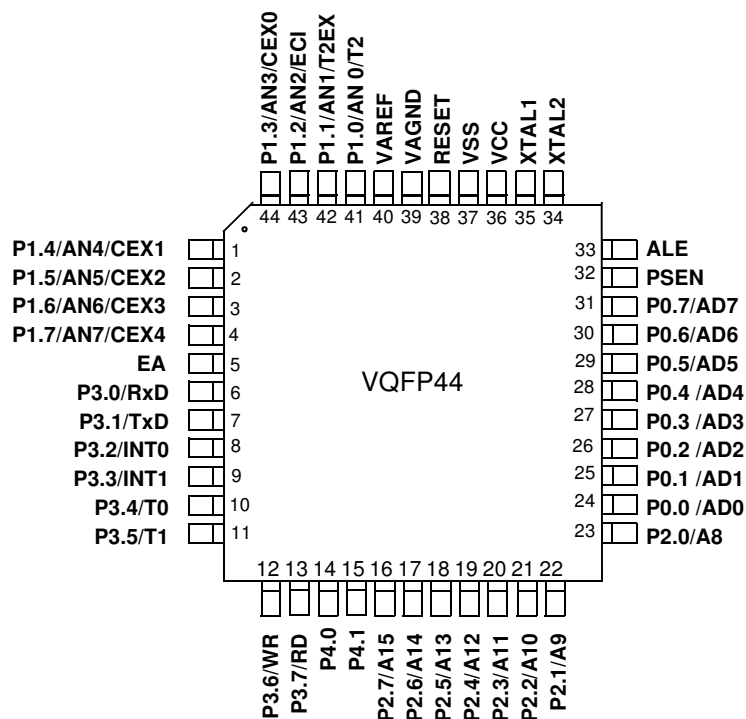 P1.3/AN3/CEX0
P1.2/AN2/ECI
P1.1/AN1/T2EX
P1.0/AN 0/T2
VAREF
VAGND
RESET
VSS
VCC
XTAL1
XTAL2
44 43 42 41 40 39 38 37 36 35 34
P1.4/AN4/CEX1 1
P1.5/AN5/CEX2 2
P1.6/AN6/CEX3 3
P1.7/AN7/CEX4 4
EA 5
P3.0/RxD 6
P3.1/TxD 7
P3.2/INT0 8
P3.3/INT1 9
P3.4/T0 10
P3.5/T1 11
VQFP44
33 ALE
32 PSEN
31 P0.7/AD7
30 P0.6/AD6
29 P0.5/AD5
28 P0.4 /AD4
27 P0.3 /AD3
26 P0.2 /AD2
25 P0.1 /AD1
24 P0.0 /AD0
23 P2.0/A8
12 13 14 15 16 17 18 19 20 21 22
P3.6/WR
P3.7/RD
P4.0
P4.1
P2.7/A15
P2.6/A14
P2.5/A13
P2.4/A12
P2.3/A11
P2.2/A10
P2.1/A9